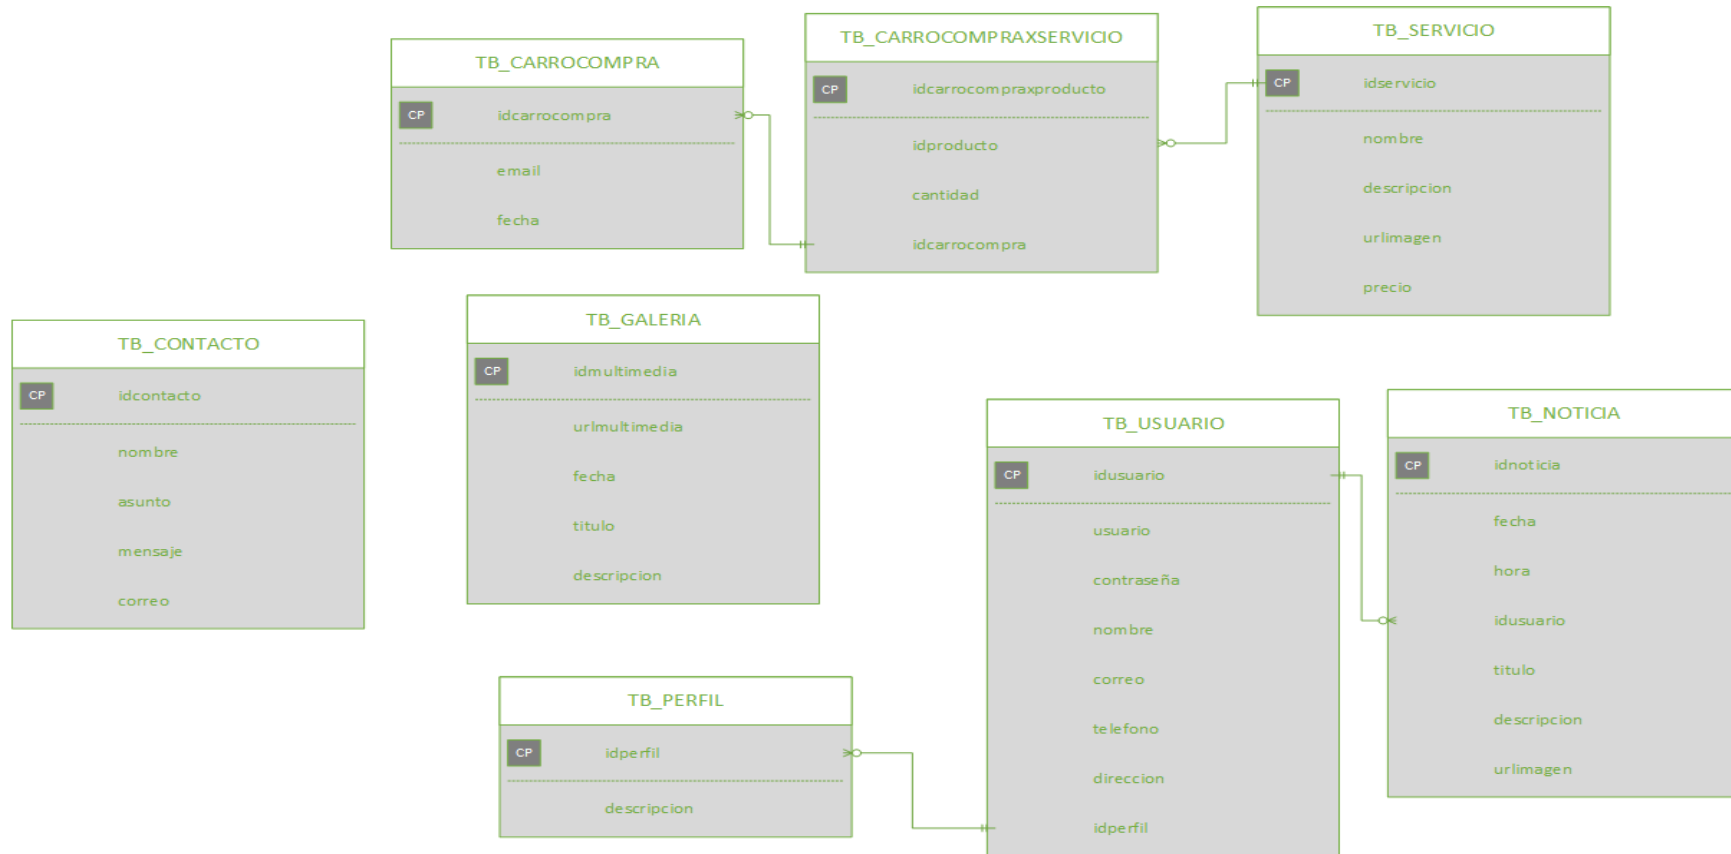 TB_CARROCOMPRA
CP idcarrocompra
email
fecha
TB_CARROCOMPRAXSERVICIO
CP idcarrocompraxproducto
idproducto
cantidad
idcarrocompra
TB_SERVICIO
CP idservicio
nombre
descripcion
urlimagen
precio
TB_CONTACTO
CP idcontacto
nombre
asunto
mensaje
correo
TB_GALERIA
CP idmultimedia
urlmultimedia
fecha
titulo
descripcion
TB_USUARIO
CP idusuario
usuario
contraseña
nombre
correo
telefono
direccion
idperfil
TB_NOTICIA
CP idnoticia
fecha
hora
idusuario
titulo
descripcion
urlimagen
TB_PERFIL
CP idperfil
descripcion